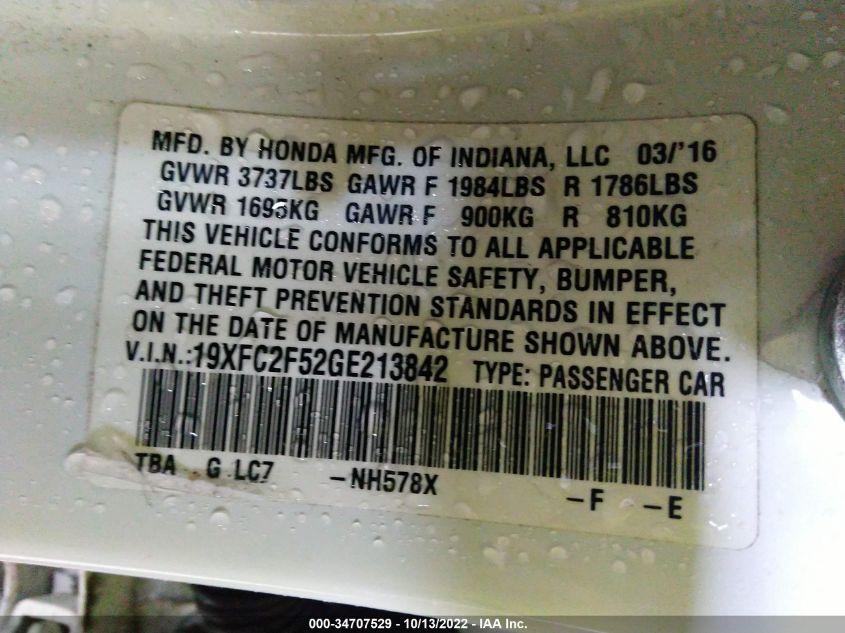 MFD. BY HONDA MFG. OF INDIANA, LLC 03/'16
GVWR 3737LBS GAWR F 1984LBS R 1786LBS
GVWR 1695KG GAWR F 900KG R 810KG
THIS VEHICLE CONFORMS TO ALL APPLICABLE
FEDERAL MOTOR VEHICLE SAFETY, BUMPER,
AND THEFT PREVENTION STANDARDS IN EFFECT
ON THE DATE OF MANUFACTURE SHOWN ABOVE.
V.I.N.:19XFC2F52GE213842 TYPE: PASSENGER CAR
TBA G LC7 -NH578X -F -E
000-34707529 - 10/13/2022 - IAA Inc.